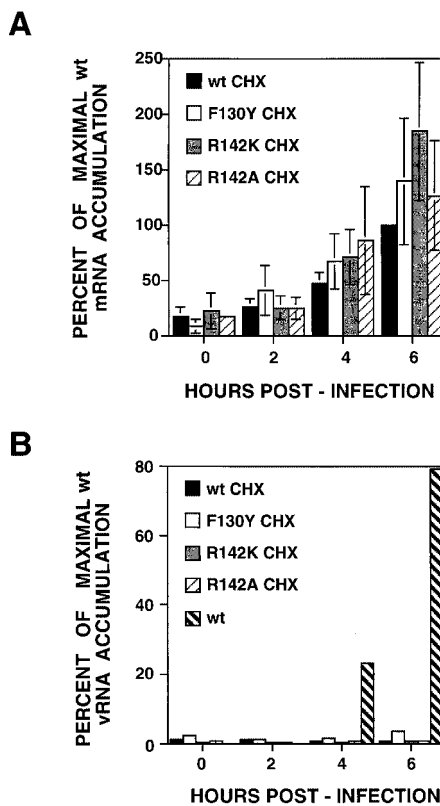 A
PERCENT OF MAXIMAL wt
mRNA ACCUMULATION
250
200
150
100
50
0
wt CHX
F130Y CHX
R142K CHX
R142A CHX
0 2 4 6
HOURS POST - INFECTION
B
PERCENT OF MAXIMAL wt
vRNA ACCUMULATION
80
60
40
20
0
wt CHX
F130Y CHX
R142K CHX
R142A CHX
wt
0 2 4 6
HOURS POST - INFECTION